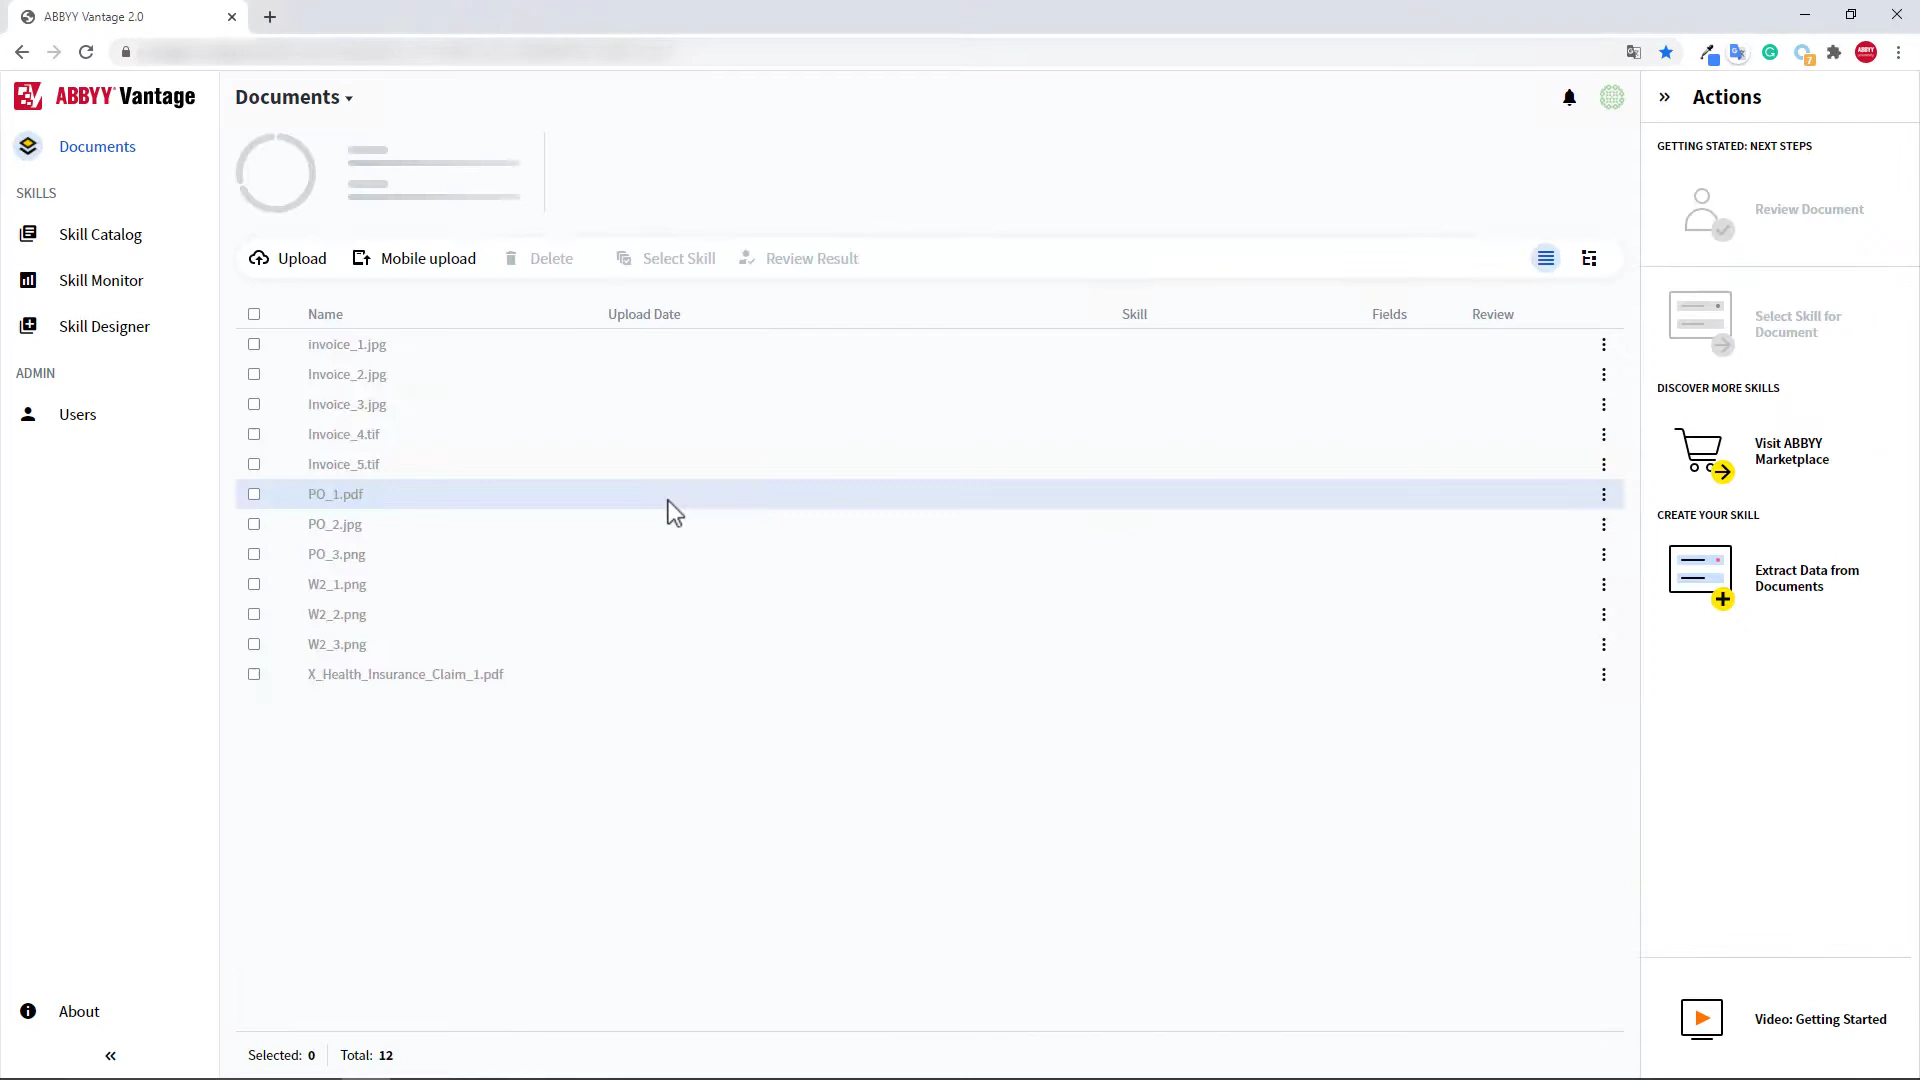 ABBYY Vantage 2.0
ABBYY Vantage
Documents
Actions
Documents
GETTING STATED: NEXT STEPS
SKILLS
Review Document
Skill Catalog
Upload
Mobile upload
Delete
Select Skill
Review Result
Skill Monitor
Name
Upload Date
Skill
Fields
Review
Select Skill for
Document
Skill Designer
invoice_1.jpg
ADMIN
Invoice_2.jpg
DISCOVER MORE SKILLS
Invoice_3.jpg
Users
Invoice_4.tif
Visit ABBYY
Marketplace
Invoice_5.tif
PO_1.pdf
CREATE YOUR SKILL
PO_2.jpg
PO_3.png
Extract Data from
Documents
W2_1.png
W2_2.png
W2_3.png
X_Health_Insurance_Claim_1.pdf
About
Video: Getting Started
Selected: 0
Total: 12